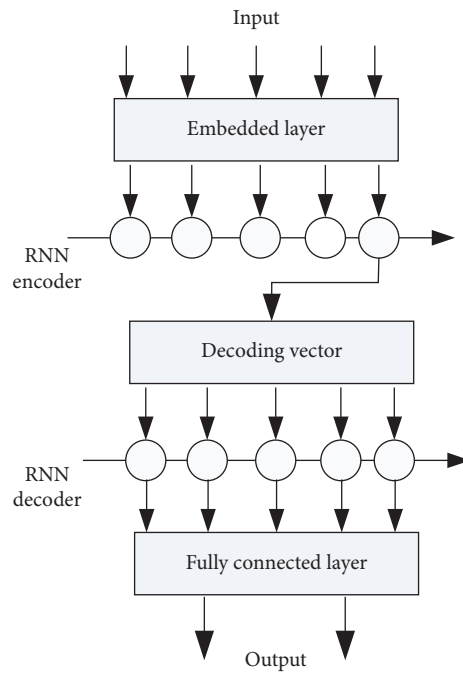 Input
Embedded layer
RNN
encoder
Decoding vector
RNN
decoder
Fully connected layer
Output